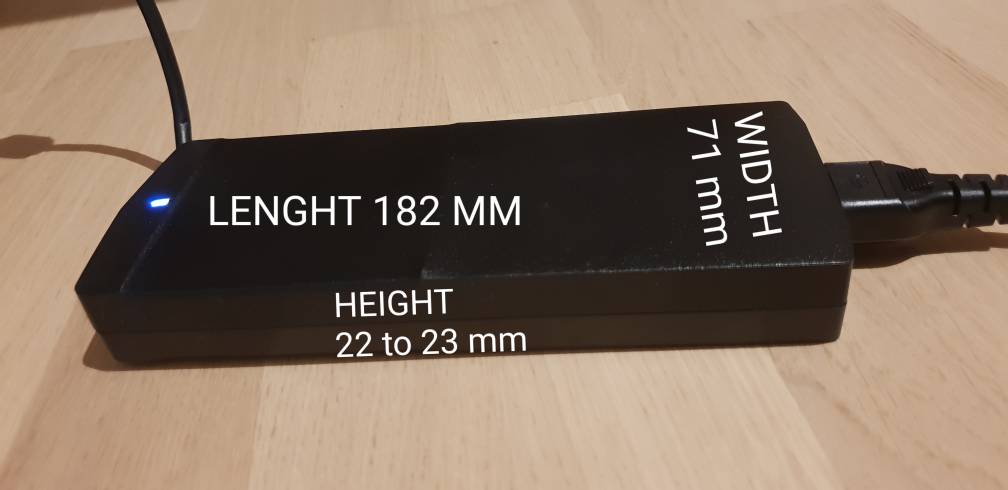 LENGHT 182 MM
WIDTH
71 mm
HEIGHT
22 to 23 mm